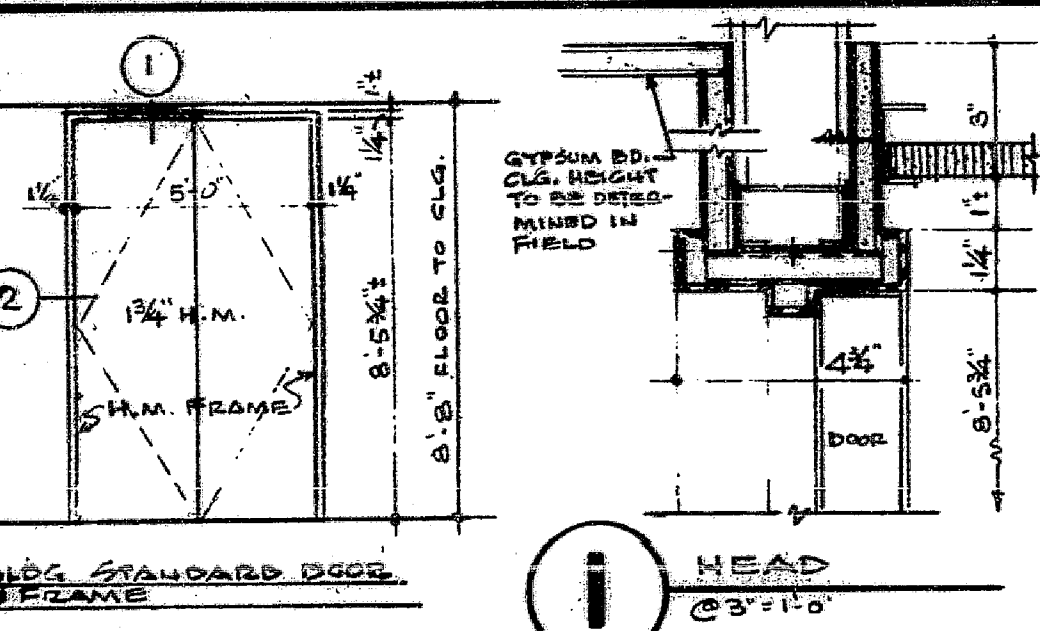 1
1"±
1¼"
1¼"
5'-0"
1¼"
2
1¾" H.M.
H.M. FRAME
8'-5¾"±
8'-8" FLOOR TO CLG.
STANDARD DOOR
FRAME
GYPSUM BD.
CLG. HEIGHT
TO BE DETER-
MINED IN
FIELD
3"
1"±
1¼"
4¾"
8'-5¾"
DOOR
1
HEAD
@ 3" = 1'-0"